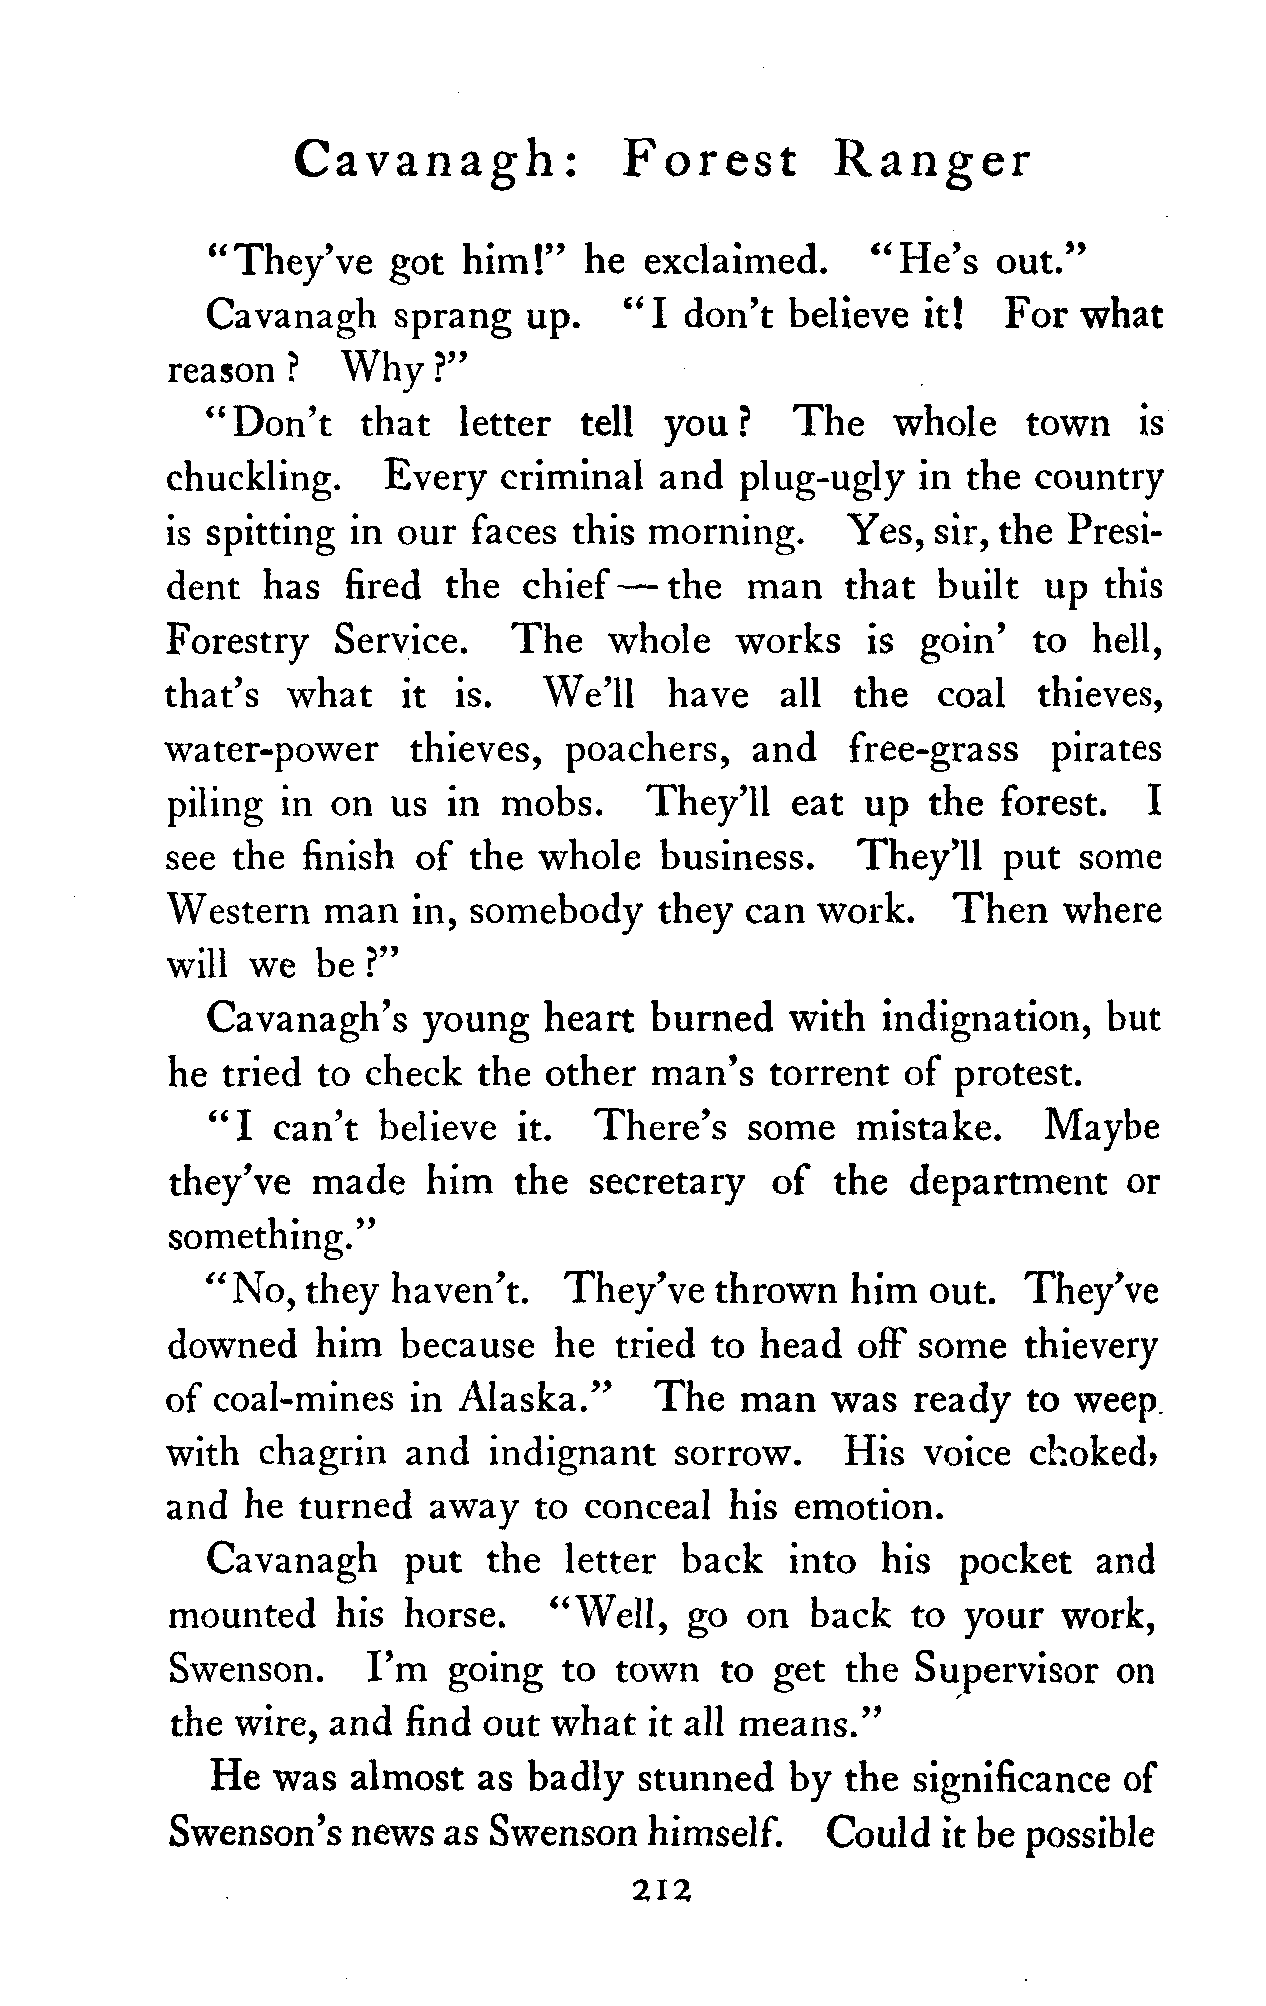 Cavanagh: Forest Ranger
"They've got him!" he exclaimed. "He's out."
Cavanagh sprang up. "I don't believe it! For what
reason? Why?"
"Don't that letter tell you? The whole town is
chuckling. Every criminal and plug-ugly in the country
is spitting in our faces this morning. Yes, sir, the Presi-
dent has fired the chief—the man that built up this
Forestry Service. The whole works is goin' to hell,
that's what it is. We'll have all the coal thieves,
water-power thieves, poachers, and free-grass pirates
piling in on us in mobs. They'll eat up the forest. I
see the finish of the whole business. They'll put some
Western man in, somebody they can work. Then where
will we be?"
Cavanagh's young heart burned with indignation, but
he tried to check the other man's torrent of protest.
"I can't believe it. There's some mistake. Maybe
they've made him the secretary of the department or
something."
"No, they haven't. They've thrown him out. They've
downed him because he tried to head off some thievery
of coal-mines in Alaska." The man was ready to weep
with chagrin and indignant sorrow. His voice choked,
and he turned away to conceal his emotion.
Cavanagh put the letter back into his pocket and
mounted his horse. "Well, go on back to your work,
Swenson. I'm going to town to get the Supervisor on
the wire, and find out what it all means."
He was almost as badly stunned by the significance of
Swenson's news as Swenson himself. Could it be possible
212